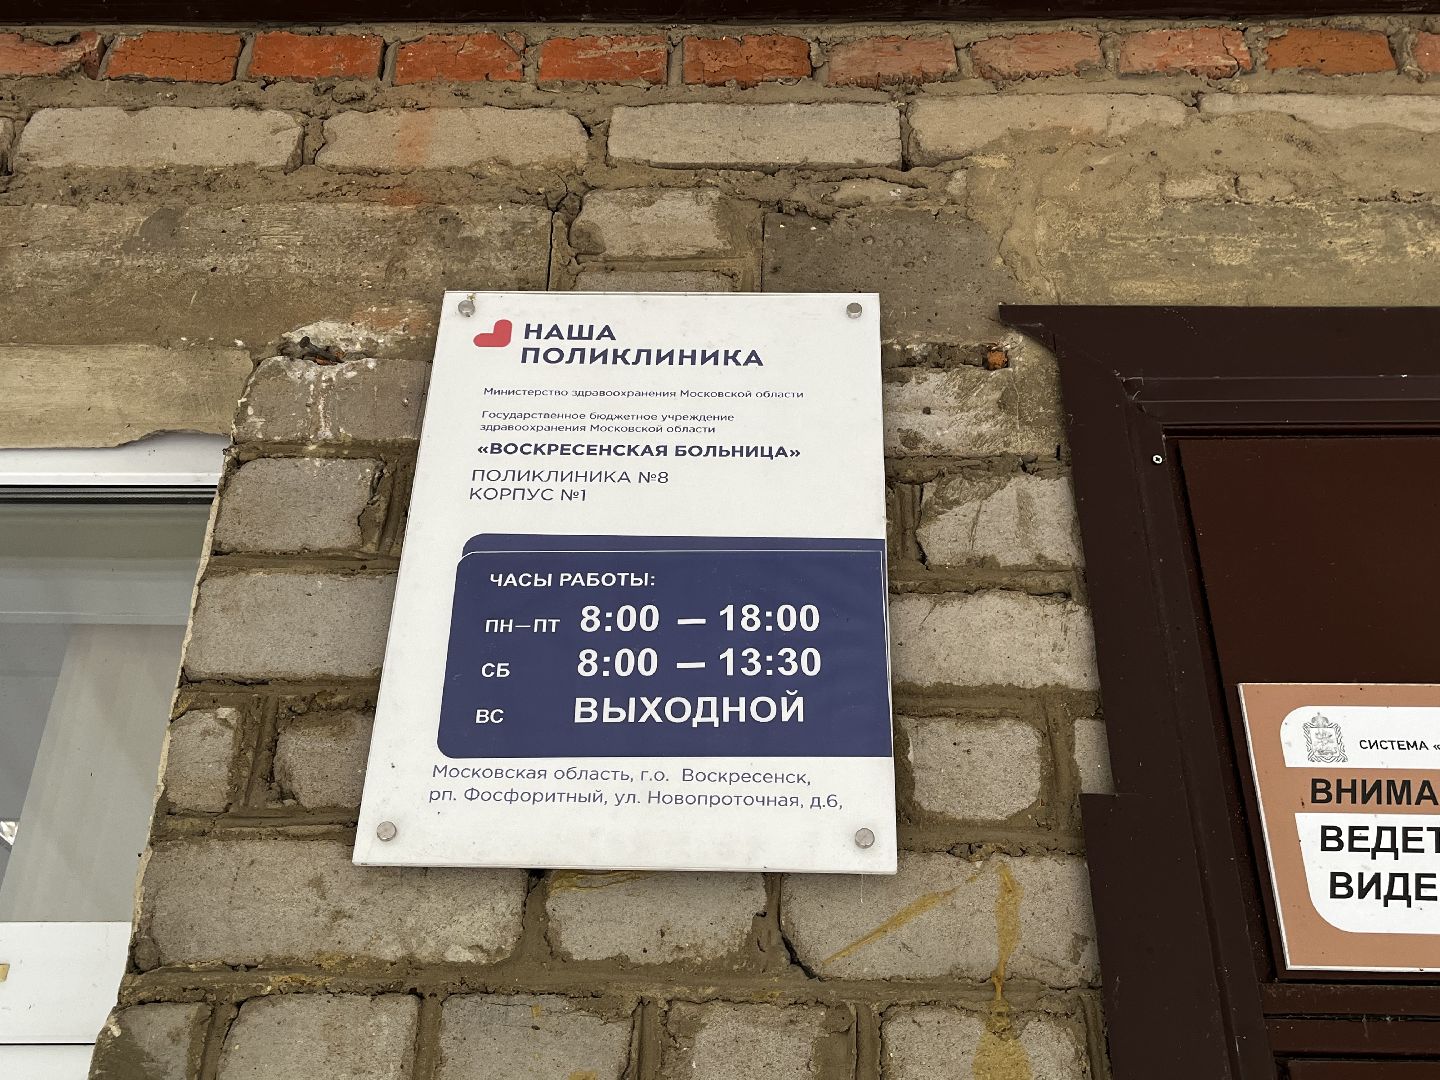 НАША
ПОЛИКЛИНИКА
Министерство здравоохранения Московской области
Государственное бюджетное учреждение
здравоохранения Московской области
«ВОСКРЕСЕНСКАЯ БОЛЬНИЦА»
ПОЛИКЛИНИКА №8
КОРПУС №1
ЧАСЫ РАБОТЫ:
ПН—ПТ 8:00 — 18:00
СБ 8:00 — 13:30
ВС ВЫХОДНОЙ
Московская область, г.о. Воскресенск,
рп. Фосфоритный, ул. Новопроточная, д.6,
СИСТЕМА «
ВНИМА
ВЕДЕТ
ВИДЕ